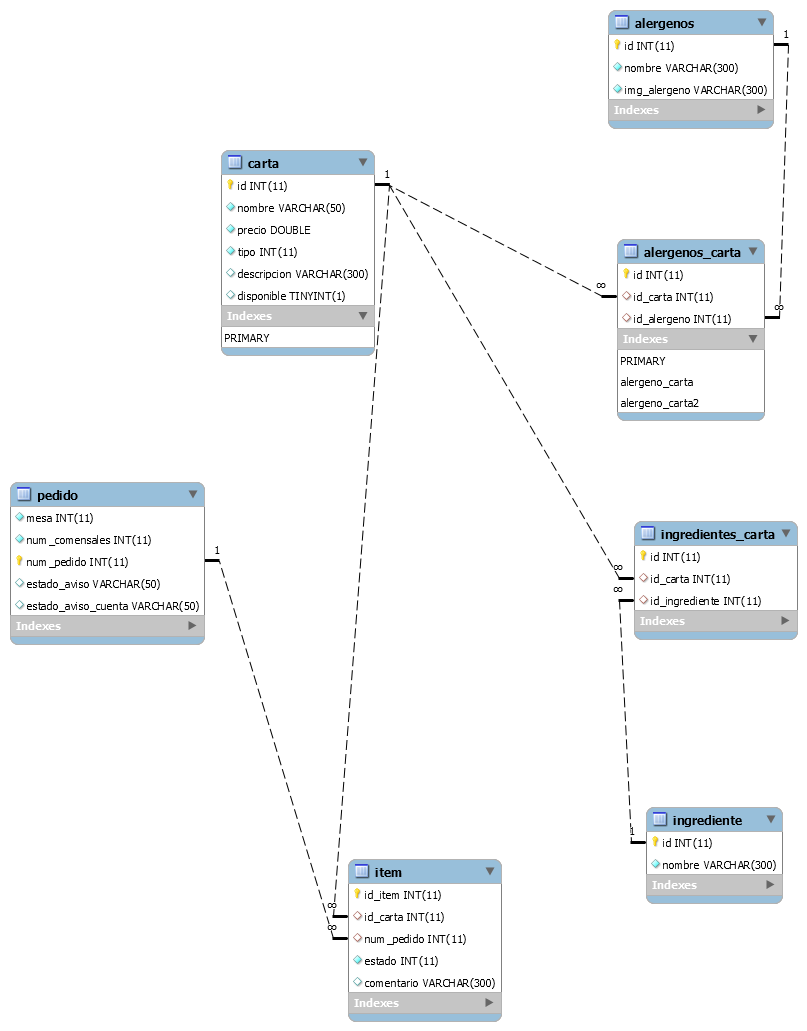 alergenos
id INT(11)
nombre VARCHAR(300)
img_alergeno VARCHAR(300)
Indexes
1
carta
id INT(11)
nombre VARCHAR(50)
precio DOUBLE
tipo INT(11)
descripcion VARCHAR(300)
disponible TINYINT(1)
Indexes
PRIMARY
1
alergenos_carta
id INT(11)
id_carta INT(11)
id_alergeno INT(11)
Indexes
PRIMARY
alergeno_carta
alergeno_carta2
∞
∞
pedido
mesa INT(11)
num_comensales INT(11)
num_pedido INT(11)
estado_aviso VARCHAR(50)
estado_aviso_cuenta VARCHAR(50)
Indexes
1
ingredientes_carta
id INT(11)
id_carta INT(11)
id_ingrediente INT(11)
Indexes
∞
∞
ingrediente
id INT(11)
nombre VARCHAR(300)
Indexes
1
item
id_item INT(11)
id_carta INT(11)
num_pedido INT(11)
estado INT(11)
comentario VARCHAR(300)
Indexes
∞
∞